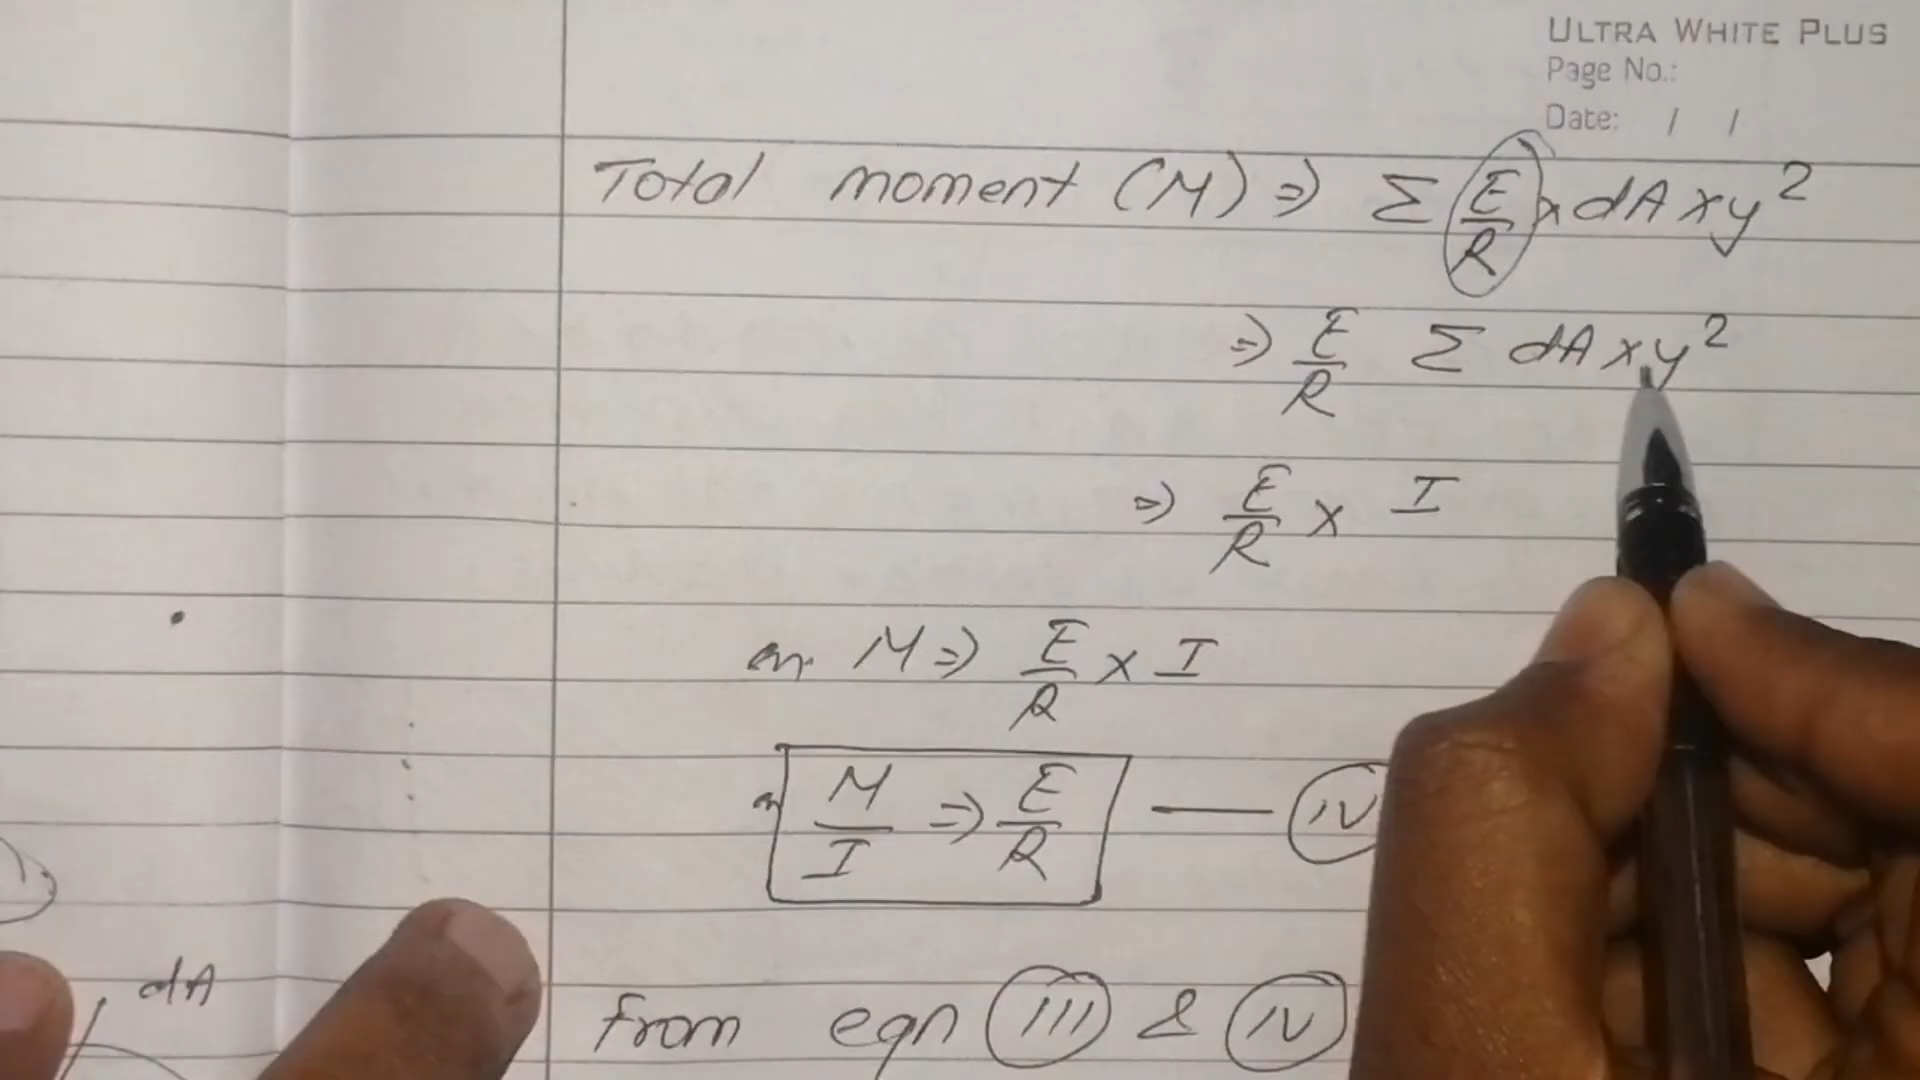 ULTRA WHITE PLUS
Page No.:
Date: / /
Total moment (M) ⇒ Σ E/R x dA x y²
⇒ E/R Σ dA x y²
⇒ E/R x I
or M ⇒ E/R x I
or M/I ⇒ E/R — IV
dA
from eqn III & IV